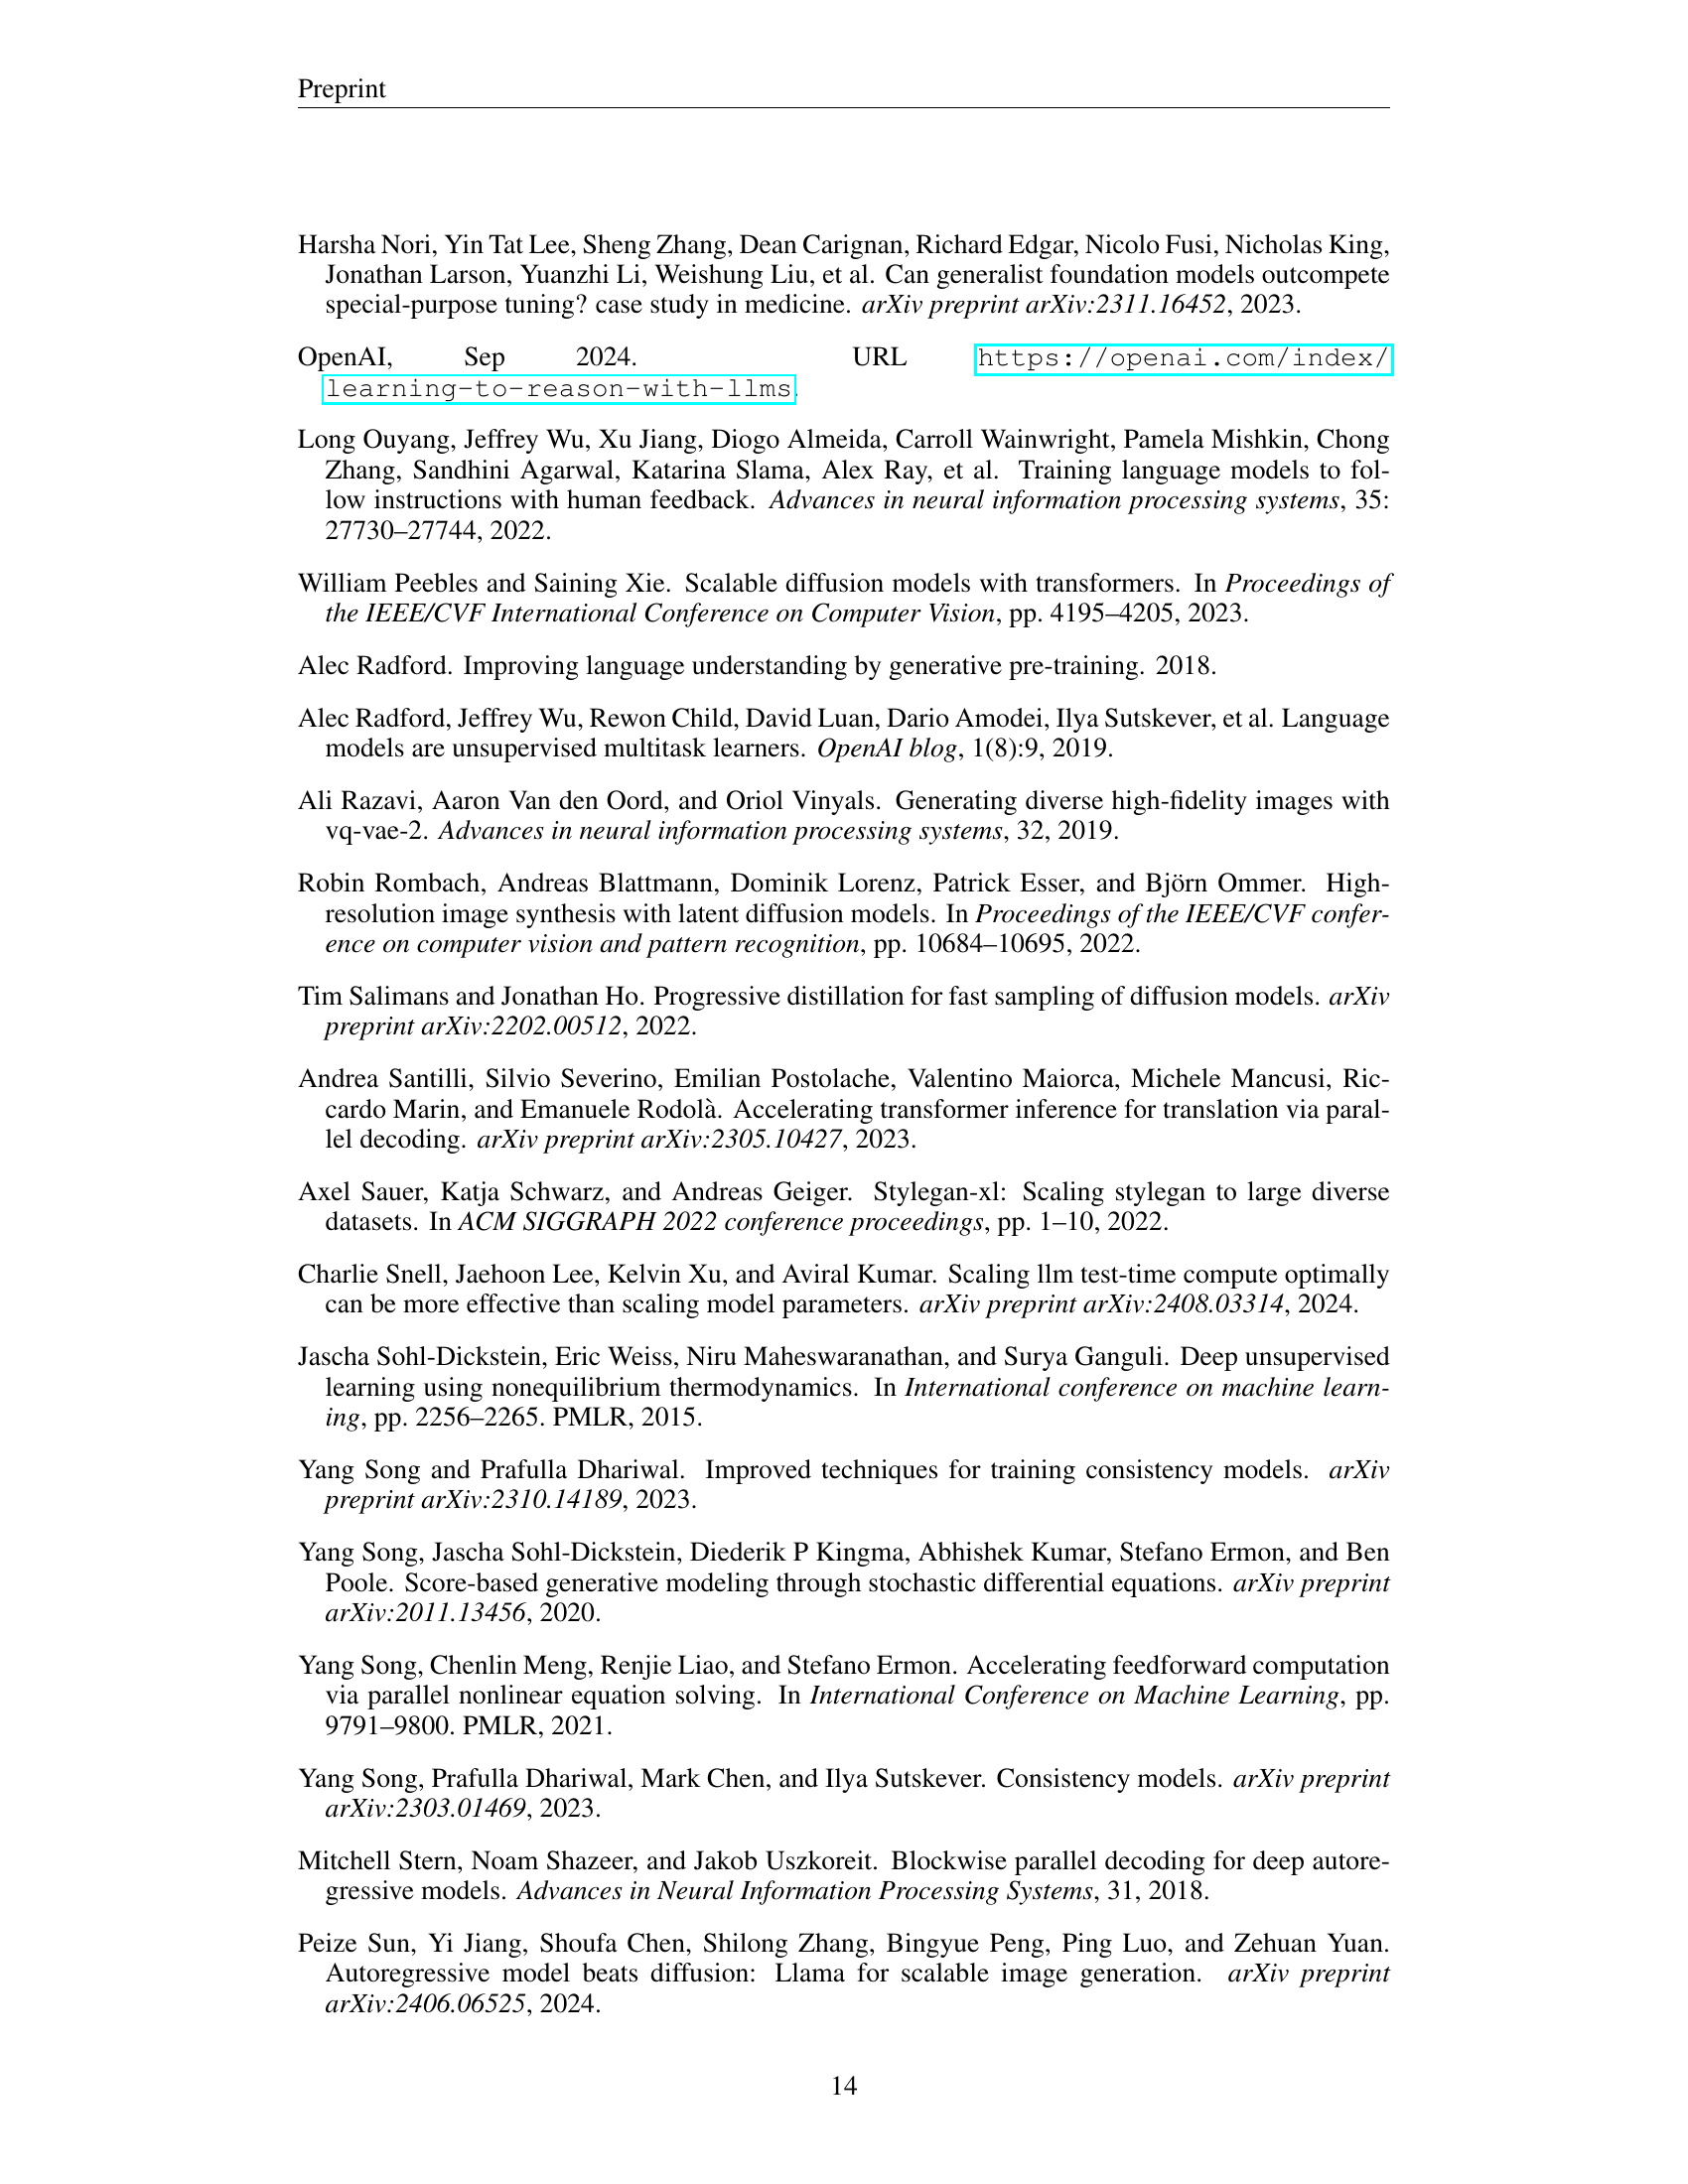 Preprint
Harsha Nori, Yin Tat Lee, Sheng Zhang, Dean Carignan, Richard Edgar, Nicolo Fusi, Nicholas King,
Jonathan Larson, Yuanzhi Li, Weishung Liu, et al. Can generalist foundation models outcompete
special-purpose tuning? case study in medicine. arXiv preprint arXiv:2311.16452, 2023.
OpenAI, Sep 2024. URL https://openai.com/index/
learning-to-reason-with-llms.
Long Ouyang, Jeffrey Wu, Xu Jiang, Diogo Almeida, Carroll Wainwright, Pamela Mishkin, Chong
Zhang, Sandhini Agarwal, Katarina Slama, Alex Ray, et al. Training language models to fol-
low instructions with human feedback. Advances in neural information processing systems, 35:
27730–27744, 2022.
William Peebles and Saining Xie. Scalable diffusion models with transformers. In Proceedings of
the IEEE/CVF International Conference on Computer Vision, pp. 4195–4205, 2023.
Alec Radford. Improving language understanding by generative pre-training. 2018.
Alec Radford, Jeffrey Wu, Rewon Child, David Luan, Dario Amodei, Ilya Sutskever, et al. Language
models are unsupervised multitask learners. OpenAI blog, 1(8):9, 2019.
Ali Razavi, Aaron Van den Oord, and Oriol Vinyals. Generating diverse high-fidelity images with
vq-vae-2. Advances in neural information processing systems, 32, 2019.
Robin Rombach, Andreas Blattmann, Dominik Lorenz, Patrick Esser, and Björn Ommer. High-
resolution image synthesis with latent diffusion models. In Proceedings of the IEEE/CVF confer-
ence on computer vision and pattern recognition, pp. 10684–10695, 2022.
Tim Salimans and Jonathan Ho. Progressive distillation for fast sampling of diffusion models. arXiv
preprint arXiv:2202.00512, 2022.
Andrea Santilli, Silvio Severino, Emilian Postolache, Valentino Maiorca, Michele Mancusi, Ric-
cardo Marin, and Emanuele Rodolà. Accelerating transformer inference for translation via paral-
lel decoding. arXiv preprint arXiv:2305.10427, 2023.
Axel Sauer, Katja Schwarz, and Andreas Geiger. Stylegan-xl: Scaling stylegan to large diverse
datasets. In ACM SIGGRAPH 2022 conference proceedings, pp. 1–10, 2022.
Charlie Snell, Jaehoon Lee, Kelvin Xu, and Aviral Kumar. Scaling llm test-time compute optimally
can be more effective than scaling model parameters. arXiv preprint arXiv:2408.03314, 2024.
Jascha Sohl-Dickstein, Eric Weiss, Niru Maheswaranathan, and Surya Ganguli. Deep unsupervised
learning using nonequilibrium thermodynamics. In International conference on machine learn-
ing, pp. 2256–2265. PMLR, 2015.
Yang Song and Prafulla Dhariwal. Improved techniques for training consistency models. arXiv
preprint arXiv:2310.14189, 2023.
Yang Song, Jascha Sohl-Dickstein, Diederik P Kingma, Abhishek Kumar, Stefano Ermon, and Ben
Poole. Score-based generative modeling through stochastic differential equations. arXiv preprint
arXiv:2011.13456, 2020.
Yang Song, Chenlin Meng, Renjie Liao, and Stefano Ermon. Accelerating feedforward computation
via parallel nonlinear equation solving. In International Conference on Machine Learning, pp.
9791–9800. PMLR, 2021.
Yang Song, Prafulla Dhariwal, Mark Chen, and Ilya Sutskever. Consistency models. arXiv preprint
arXiv:2303.01469, 2023.
Mitchell Stern, Noam Shazeer, and Jakob Uszkoreit. Blockwise parallel decoding for deep autore-
gressive models. Advances in Neural Information Processing Systems, 31, 2018.
Peize Sun, Yi Jiang, Shoufa Chen, Shilong Zhang, Bingyue Peng, Ping Luo, and Zehuan Yuan.
Autoregressive model beats diffusion: Llama for scalable image generation. arXiv preprint
arXiv:2406.06525, 2024.
14